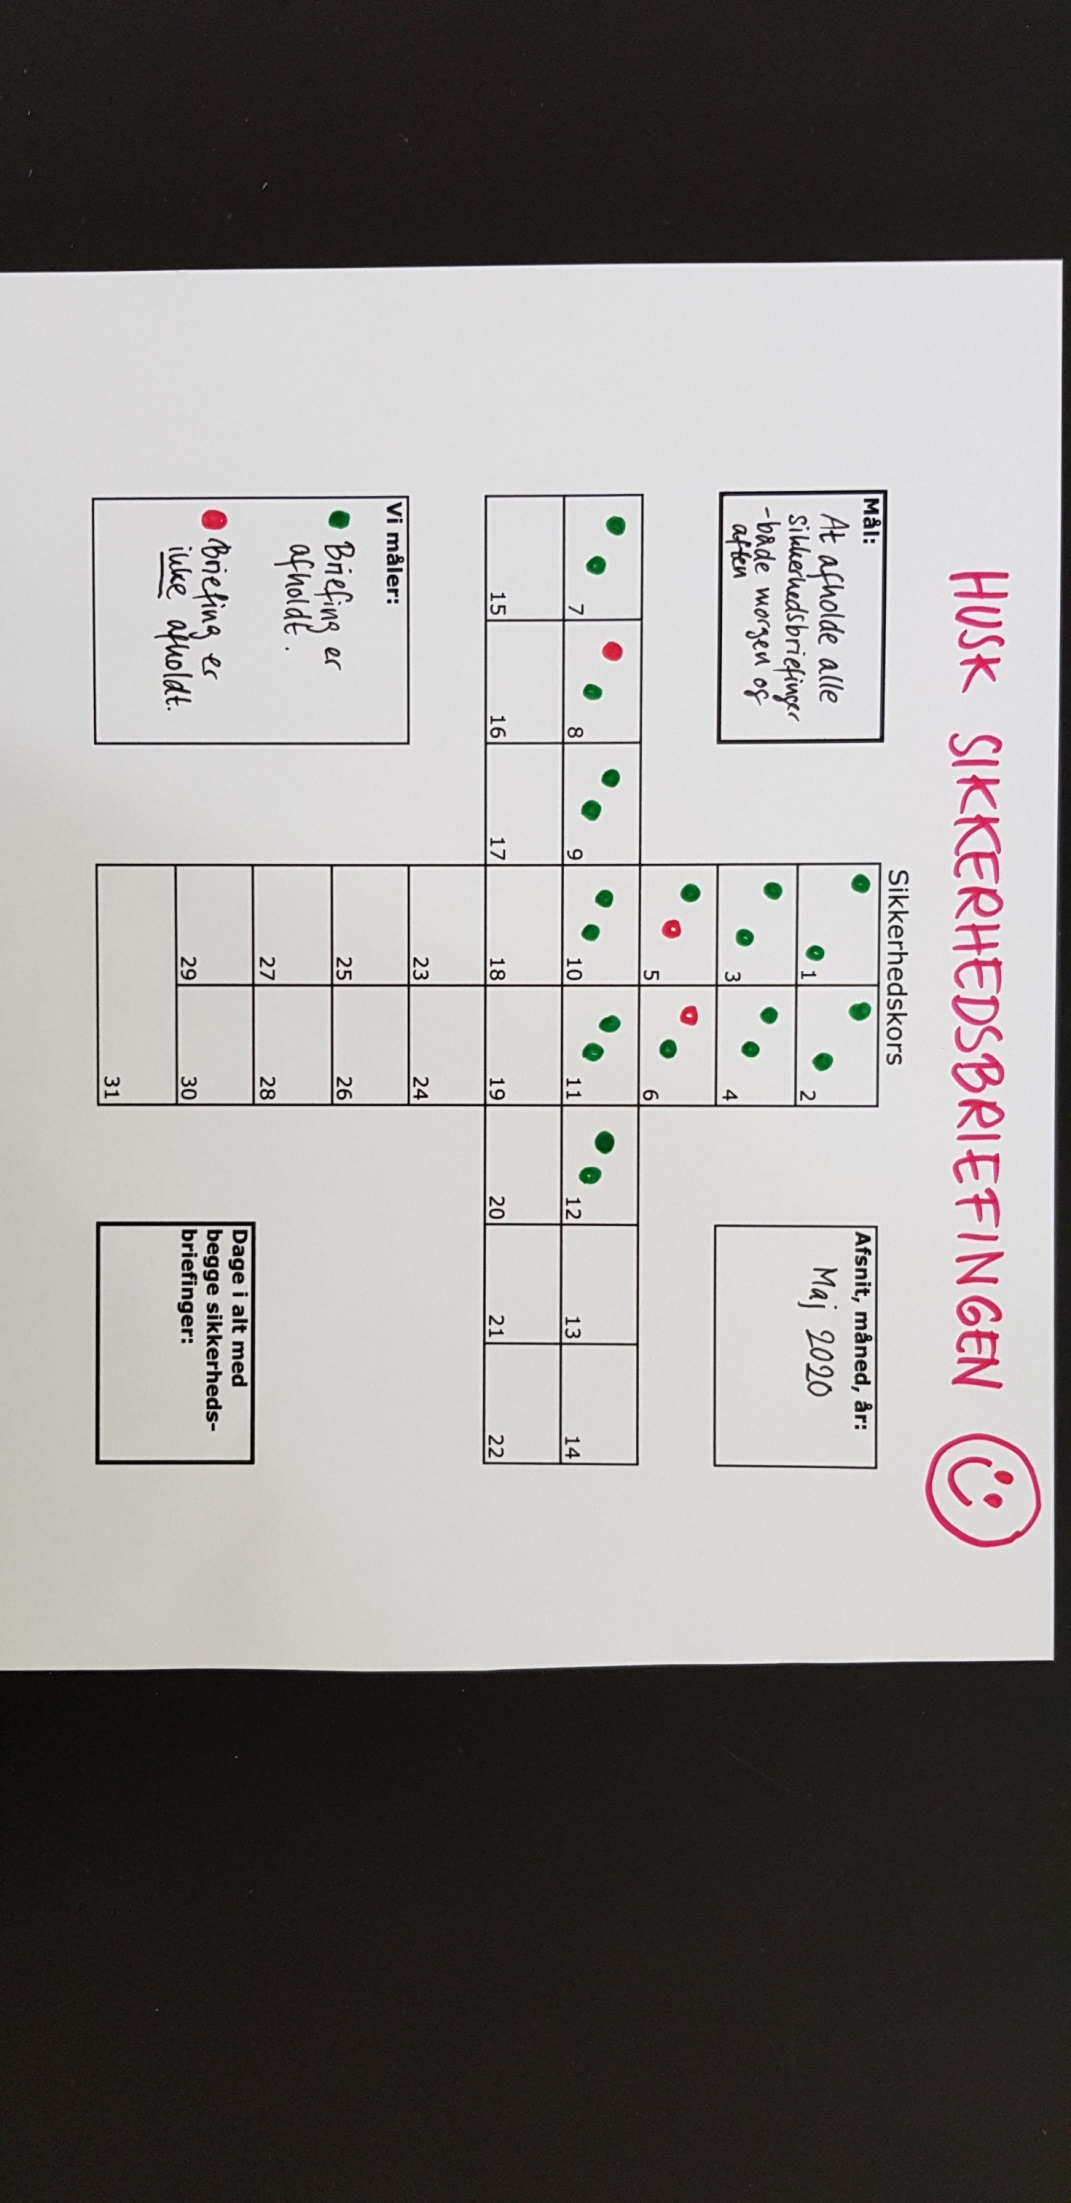 HUSK SIKKERHEDSBRIEFINGEN
Mål:
At afholde alle
sikkerhedsbriefinger
-både morgen og
aften
Sikkerhedskors
Afsnit, måned, år:
Maj 2020
1 2
3 4
5 6
7 8 9 10 11 12 13 14
15 16 17 18 19 20 21 22
23 24
25 26
27 28
29 30
31
Vi måler:
Briefing er
afholdt.
Briefing er
ikke afholdt.
Dage i alt med
begge sikkerheds-
briefinger: